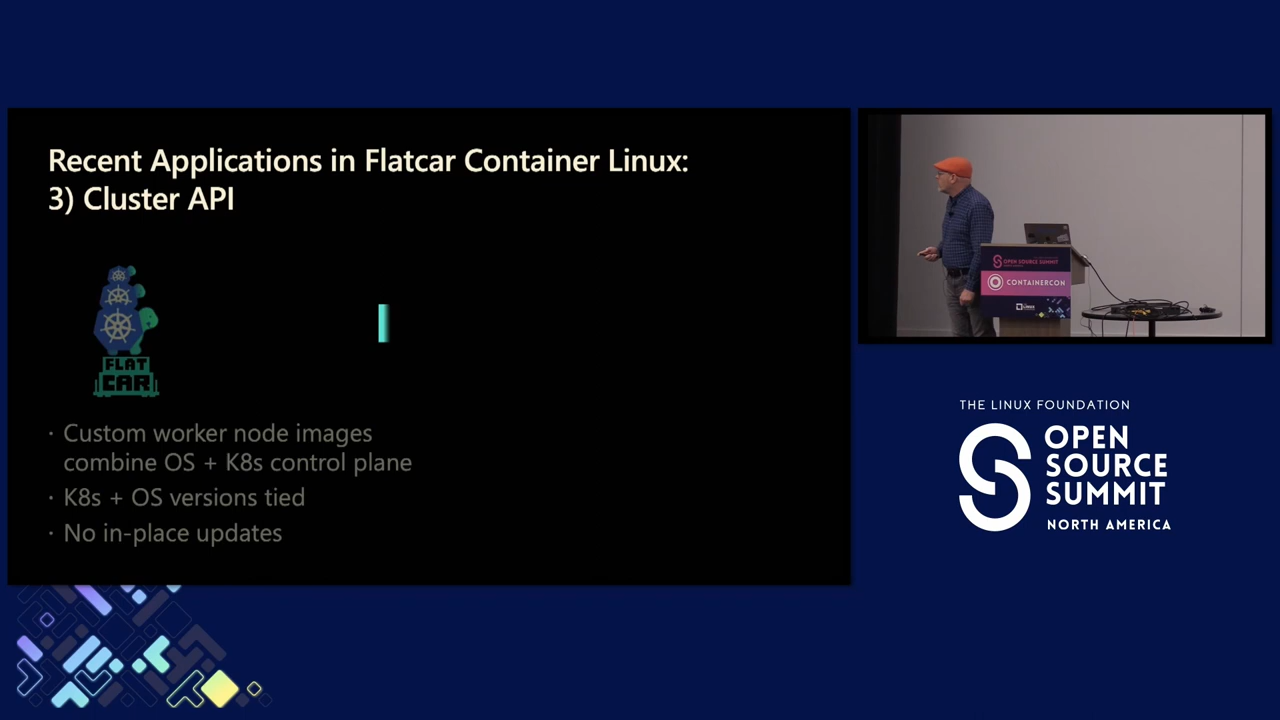 Recent Applications in Flatcar Container Linux:
3) Cluster API
FLAT
CAR
· Custom worker node images
combine OS + K8s control plane
· K8s + OS versions tied
· No in-place updates
OPEN SOURCE SUMMIT
CONTAINERCON
THE LINUX FOUNDATION
OPEN
SOURCE
SUMMIT
NORTH AMERICA